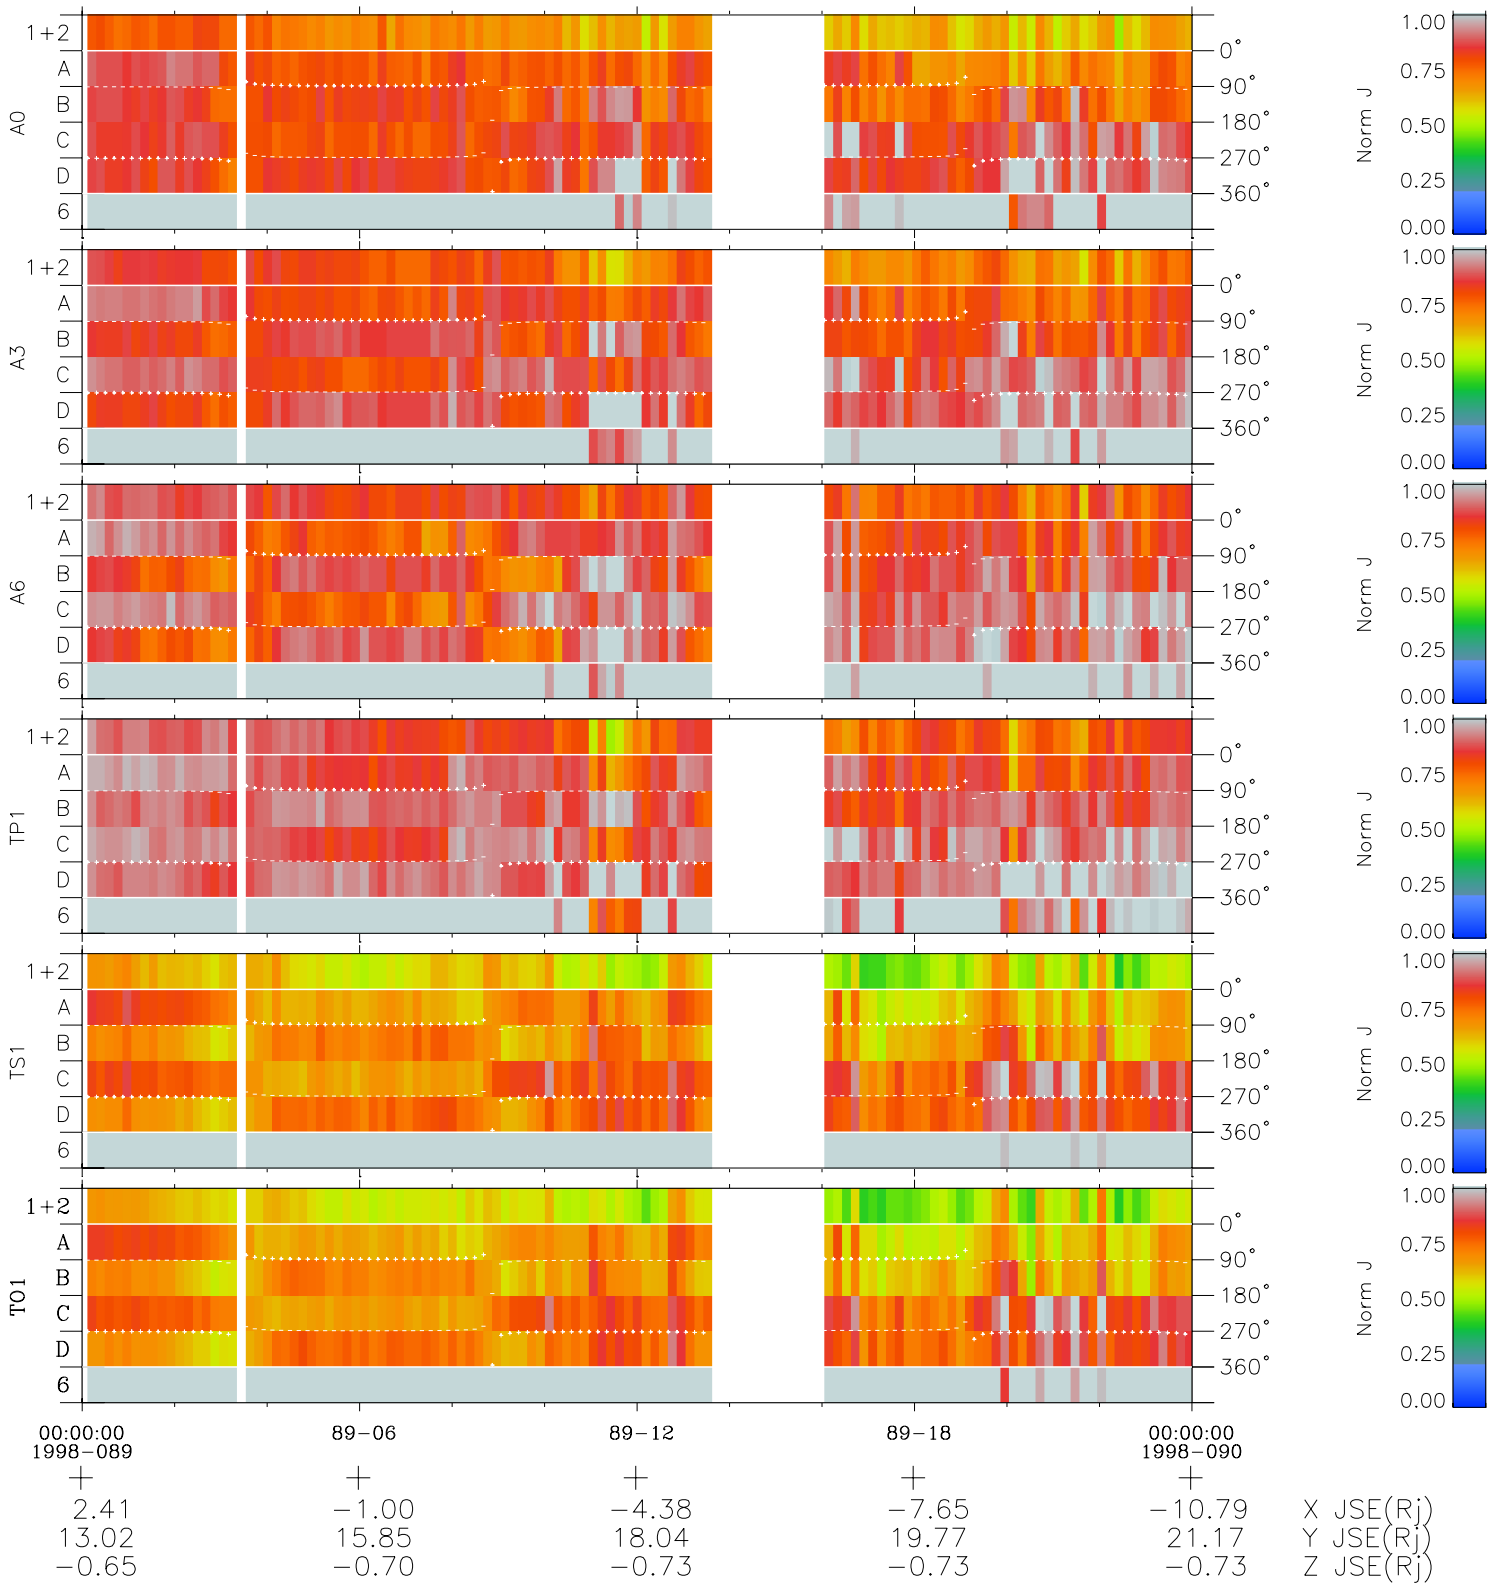 A0
1+2
A
B
C
D
6
0°
90°
180°
270°
360°
1.00
0.75
0.50
0.25
0.00
Norm J
A3
1+2
A
B
C
D
6
0°
90°
180°
270°
360°
1.00
0.75
0.50
0.25
0.00
Norm J
A6
1+2
A
B
C
D
6
0°
90°
180°
270°
360°
1.00
0.75
0.50
0.25
0.00
Norm J
TP1
1+2
A
B
C
D
6
0°
90°
180°
270°
360°
1.00
0.75
0.50
0.25
0.00
Norm J
TS1
1+2
A
B
C
D
6
0°
90°
180°
270°
360°
1.00
0.75
0.50
0.25
0.00
Norm J
TO1
1+2
A
B
C
D
6
0°
90°
180°
270°
360°
1.00
0.75
0.50
0.25
0.00
Norm J
00:00:00 89-06 89-12 89-18 00:00:00
1998-089 1998-090
2.41 -1.00 -4.38 -7.65 -10.79 X JSE(Rj)
13.02 15.85 18.04 19.77 21.17 Y JSE(Rj)
-0.65 -0.70 -0.73 -0.73 -0.73 Z JSE(Rj)